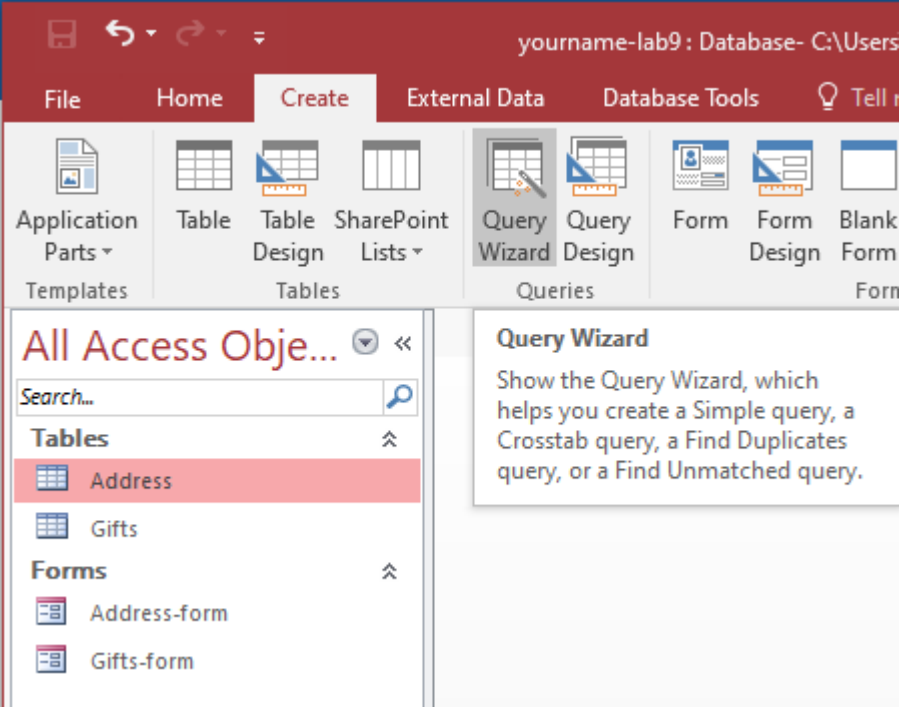 yourname-lab9 : Database- C:\Users
File Home Create External Data Database Tools Tell
Application Parts
Table
Table Design
SharePoint Lists
Query Wizard
Query Design
Form
Form Design
Blank Form
Templates Tables Queries
All Access Obje...
Search...
Tables
Address
Gifts
Forms
Address-form
Gifts-form
Query Wizard
Show the Query Wizard, which
helps you create a Simple query, a
Crosstab query, a Find Duplicates
query, or a Find Unmatched query.